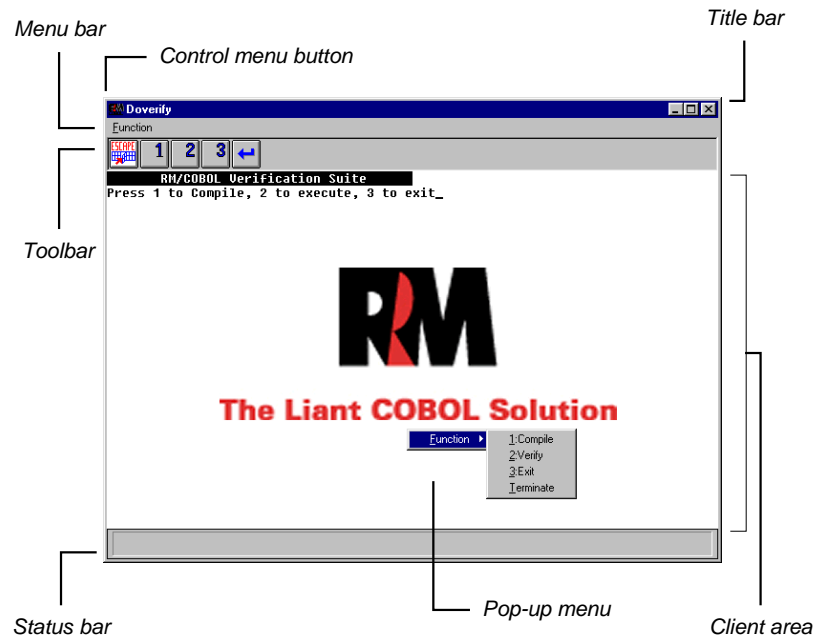 Title bar
Menu bar
Control menu button
Doverify
Function
ESCAPE
1 2 3
RM/COBOL Verification Suite
Press 1 to Compile, 2 to execute, 3 to exit_
Toolbar
RM
The Liant COBOL Solution
Function
1:Compile
2:Verify
3:Exit
Terminate
Pop-up menu
Status bar
Client area